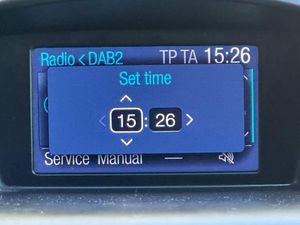 Radio < DAB2 TP TA 15:26
Set time
< 15 : 26 >
Service Manual —